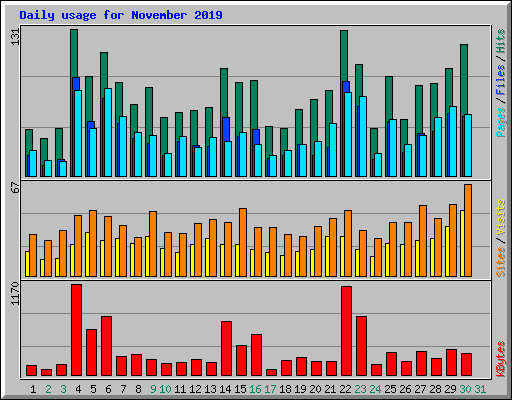 Daily usage for November 2019
131
67
1170
Pages / Files / Hits
Sites / Visits
KBytes
1 2 3 4 5 6 7 8 9 10 11 12 13 14 15 16 17 18 19 20 21 22 23 24 25 26 27 28 29 30 31